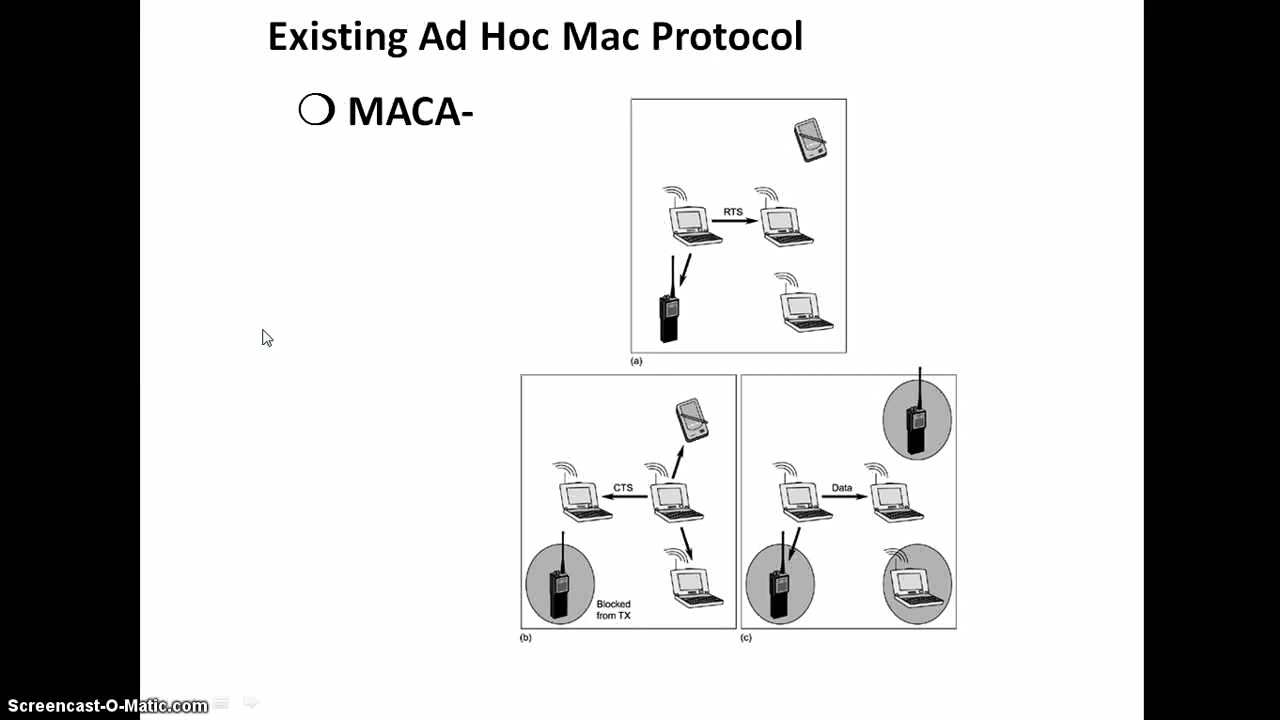 Existing Ad Hoc Mac Protocol
❍ MACA-
RTS
(a)
CTS
Blocked
from TX
(b)
Data
(c)
Screencast-O-Matic.com